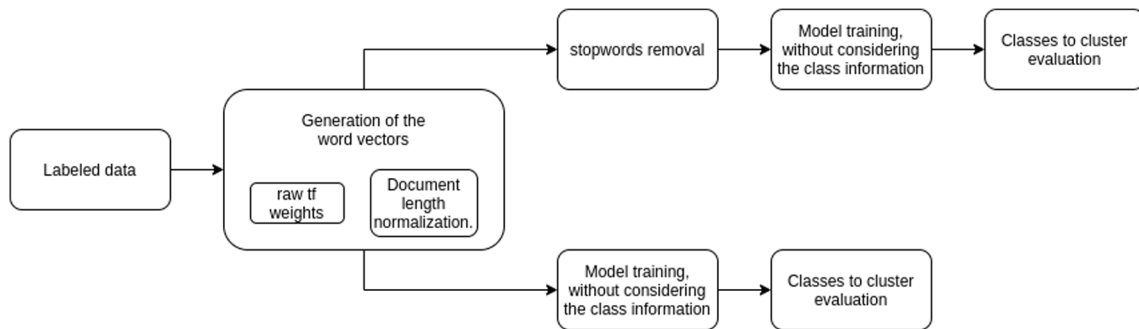 Labeled data
Generation of the
word vectors
raw tf
weights
Document
length
normalization.
stopwords removal
Model training,
without considering
the class information
Classes to cluster
evaluation
Model training,
without considering
the class information
Classes to cluster
evaluation